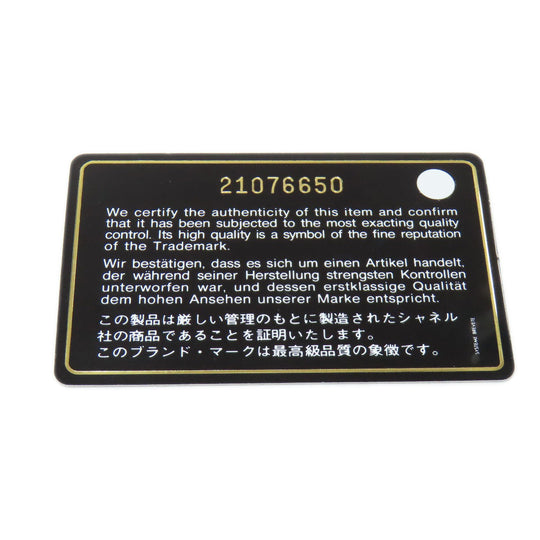 21076650
We certify the authenticity of this item and confirm
that it has been subjected to the most exacting quality
control. Its high quality is a symbol of the fine reputation
of the Trademark.
Wir bestätigen, dass es sich um einen Artikel handelt,
der während seiner Herstellung strengsten Kontrollen
unterworfen war, und dessen erstklassige Qualität
dem hohen Ansehen unserer Marke entspricht.
この製品は厳しい管理のもとに製造されたシャネル
社の商品であることを証明いたします。
このブランド・マークは最高級品質の象徴です。
SYSTEME BREVETE